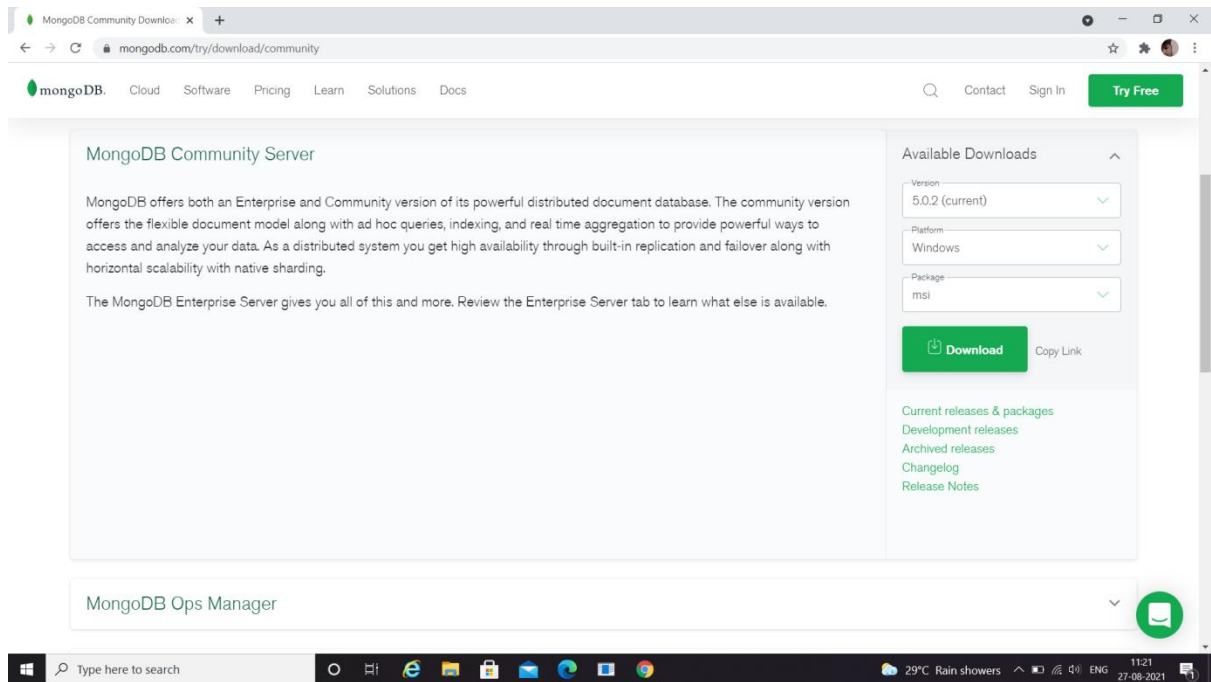 MongoDB Community Download
mongodb.com/try/download/community
mongoDB.
Cloud
Software
Pricing
Learn
Solutions
Docs
Contact
Sign In
Try Free
MongoDB Community Server
MongoDB offers both an Enterprise and Community version of its powerful distributed document database. The community version
offers the flexible document model along with ad hoc queries, indexing, and real time aggregation to provide powerful ways to
access and analyze your data. As a distributed system you get high availability through built-in replication and failover along with
horizontal scalability with native sharding.
The MongoDB Enterprise Server gives you all of this and more. Review the Enterprise Server tab to learn what else is available.
Available Downloads
Version
5.0.2 (current)
Platform
Windows
Package
msi
Download
Copy Link
Current releases & packages
Development releases
Archived releases
Changelog
Release Notes
MongoDB Ops Manager
Type here to search
29°C Rain showers
ENG
11:21
27-08-2021
1